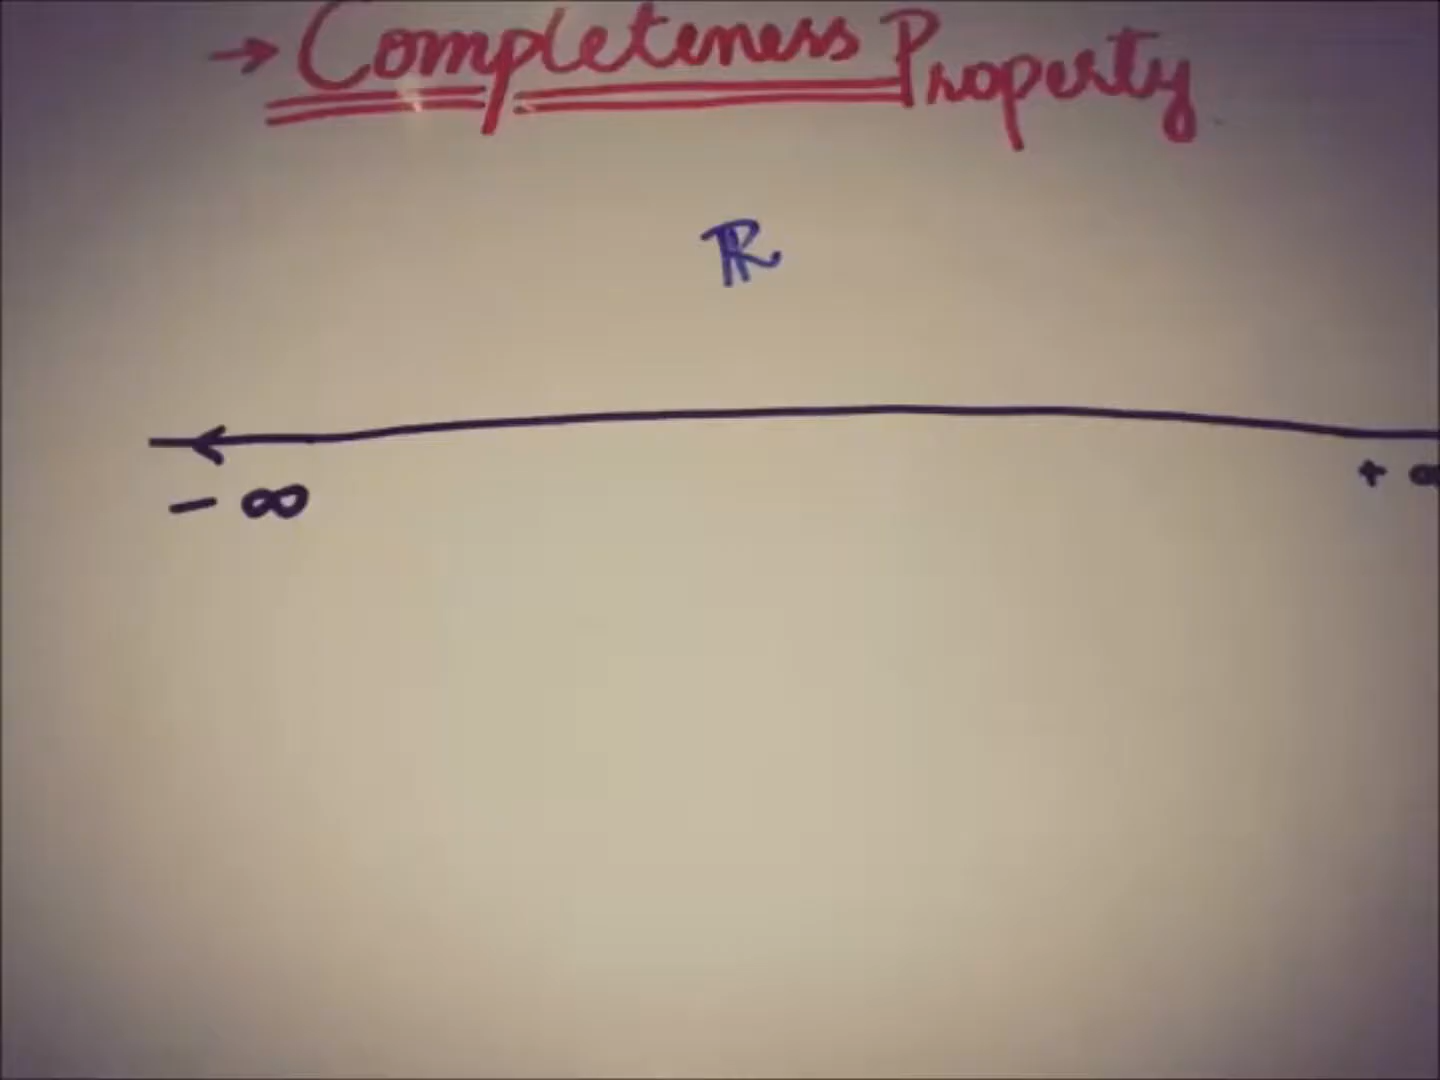 → Completeness Property
ℝ
- ∞ + ∞